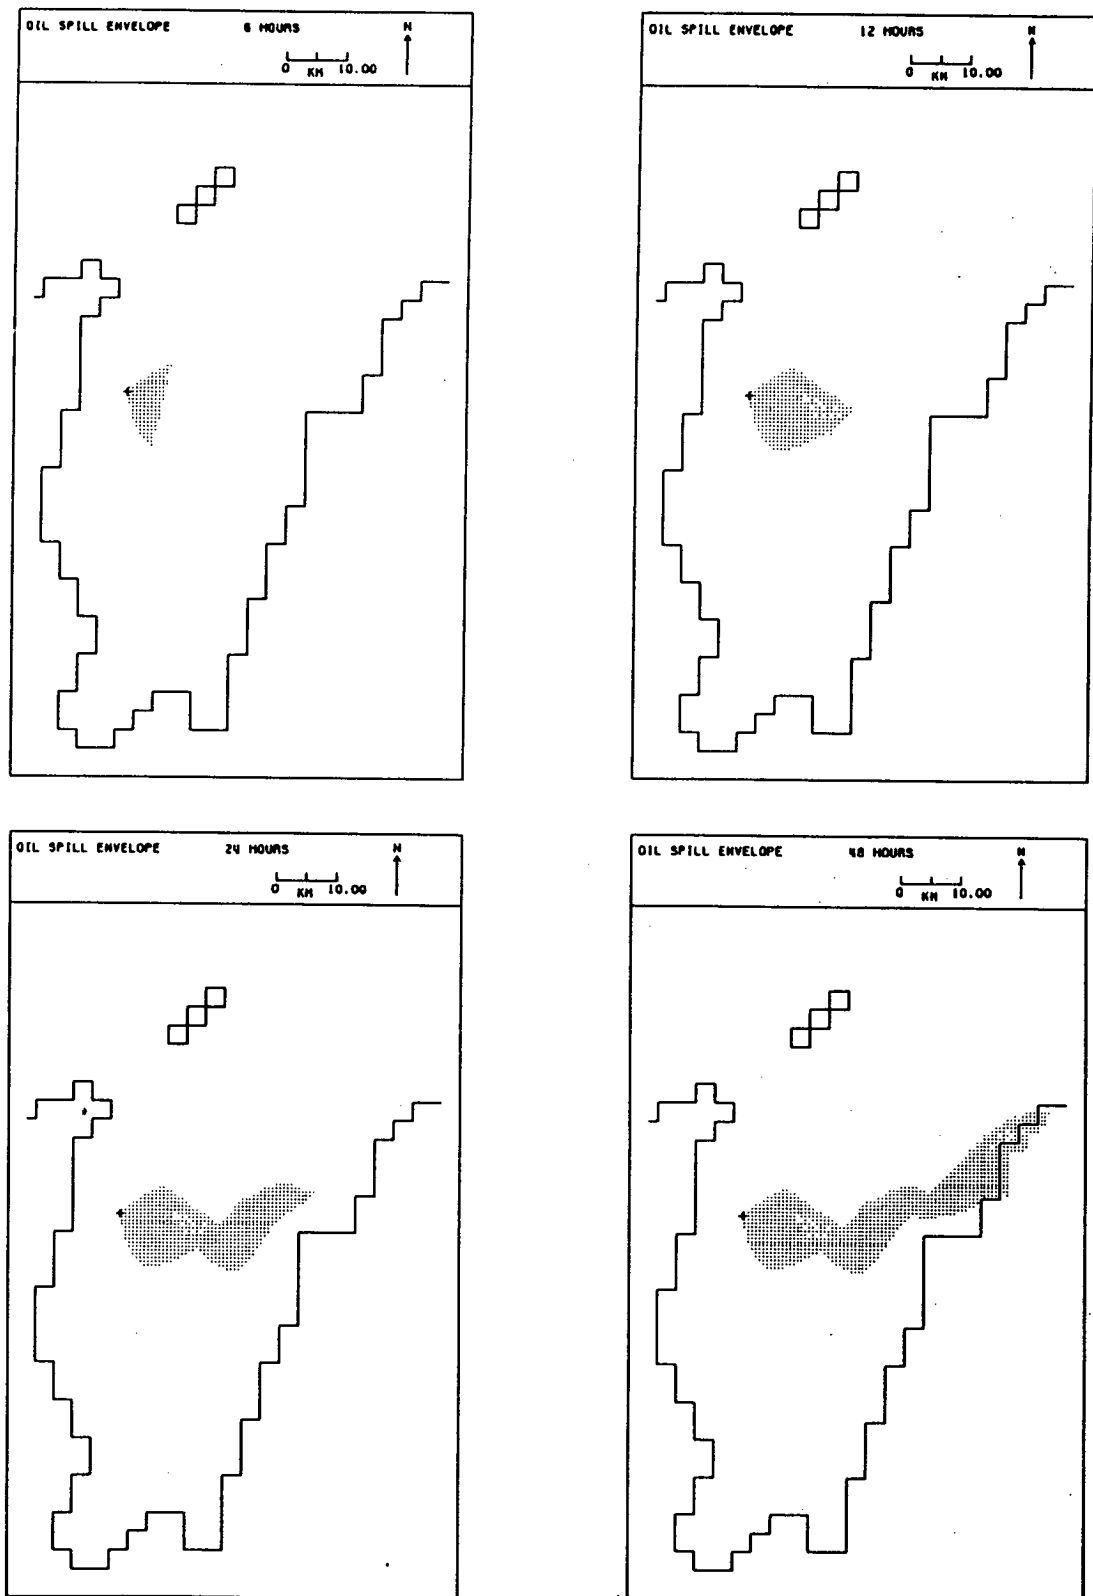 OIL SPILL ENVELOPE 6 HOURS N
0 KM 10.00
OIL SPILL ENVELOPE 12 HOURS N
0 KM 10.00
OIL SPILL ENVELOPE 24 HOURS N
0 KM 10.00
OIL SPILL ENVELOPE 48 HOURS N
0 KM 10.00